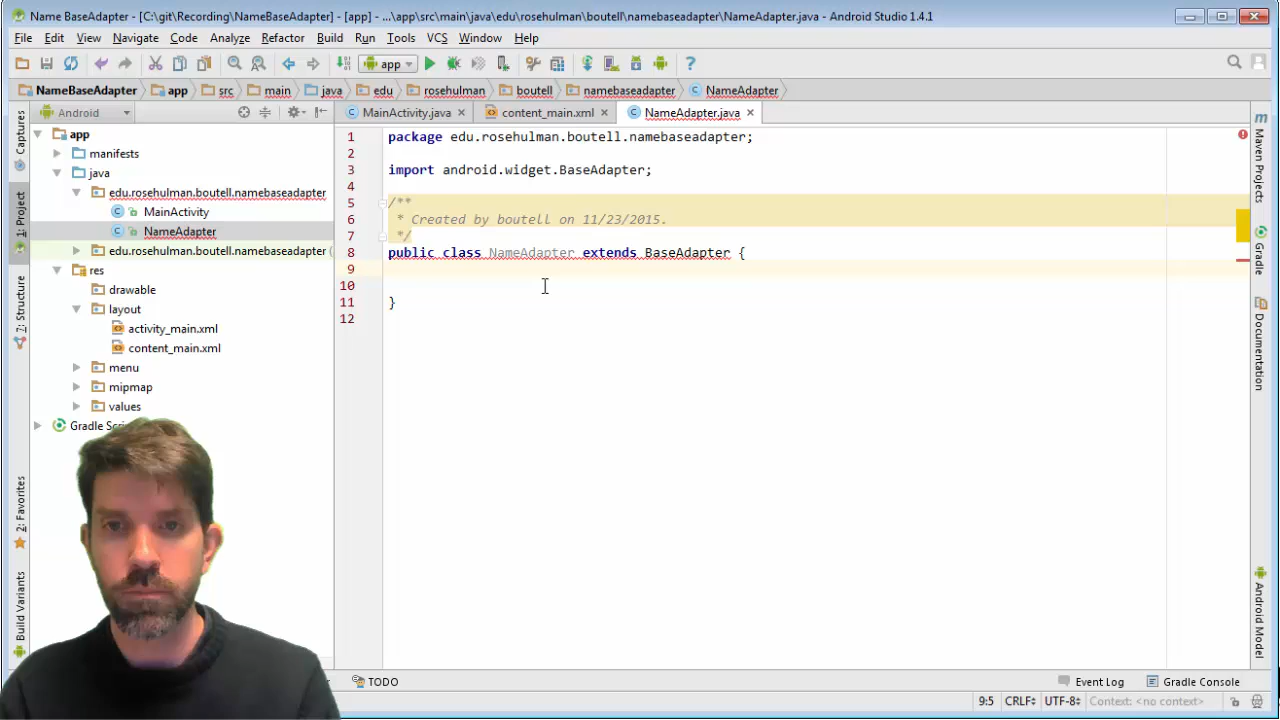 Name BaseAdapter - [C:\git\Recording\NameBaseAdapter] - [app] - ...\app\src\main\java\edu\rosehulman\boutell\namebaseadapter\NameAdapter.java - Android Studio 1.4.1
File Edit View Navigate Code Analyze Refactor Build Run Tools VCS Window Help
app
NameBaseAdapter app src main java edu rosehulman boutell namebaseadapter NameAdapter
Android
MainActivity.java content_main.xml NameAdapter.java
Captures
1: Project
7: Structure
2: Favorites
Build Variants
app
manifests
java
edu.rosehulman.boutell.namebaseadapter
MainActivity
NameAdapter
edu.rosehulman.boutell.namebaseadapter (
res
drawable
layout
activity_main.xml
content_main.xml
menu
mipmap
values
Gradle Scri
1 package edu.rosehulman.boutell.namebaseadapter;
2
3 import android.widget.BaseAdapter;
4
5 /**
6 * Created by boutell on 11/23/2015.
7 */
8 public class NameAdapter extends BaseAdapter {
9
10
11 }
12
Maven Projects
Gradle
Documentation
Android Model
TODO
Event Log Gradle Console
9:5 CRLF UTF-8 Context: <no context>